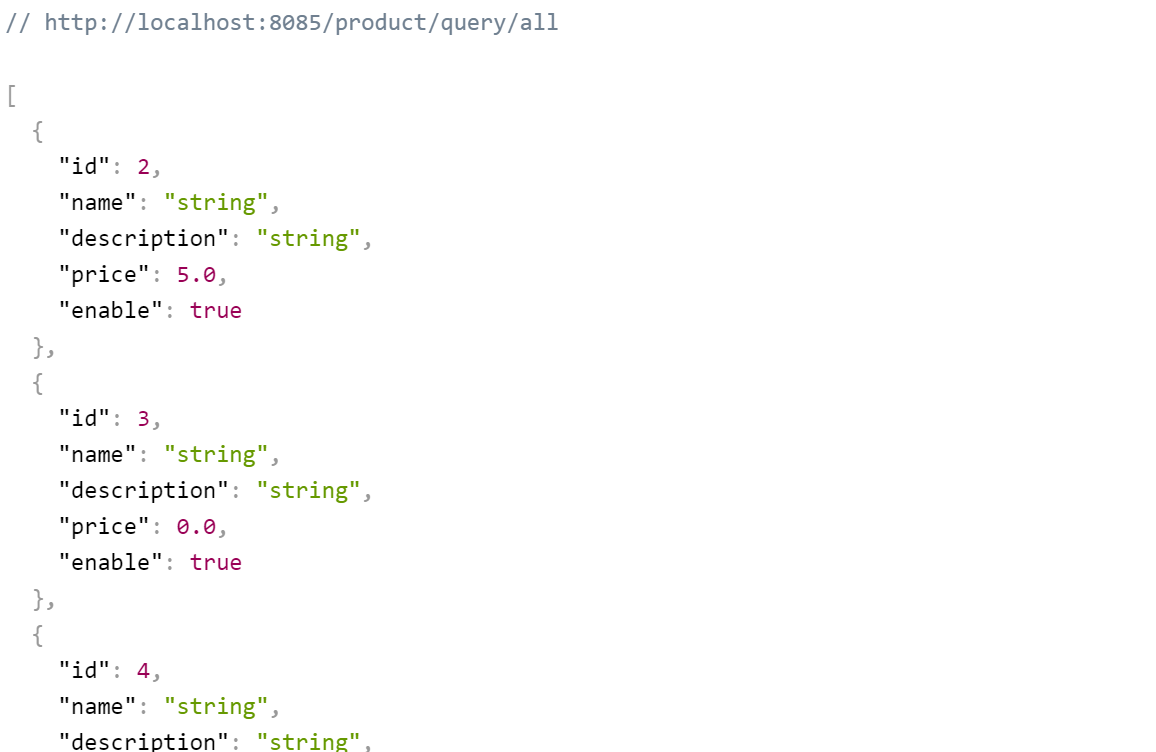 // http://localhost:8085/product/query/all
[
{
"id": 2,
"name": "string",
"description": "string",
"price": 5.0,
"enable": true
},
{
"id": 3,
"name": "string",
"description": "string",
"price": 0.0,
"enable": true
},
{
"id": 4,
"name": "string",
"description": "string",